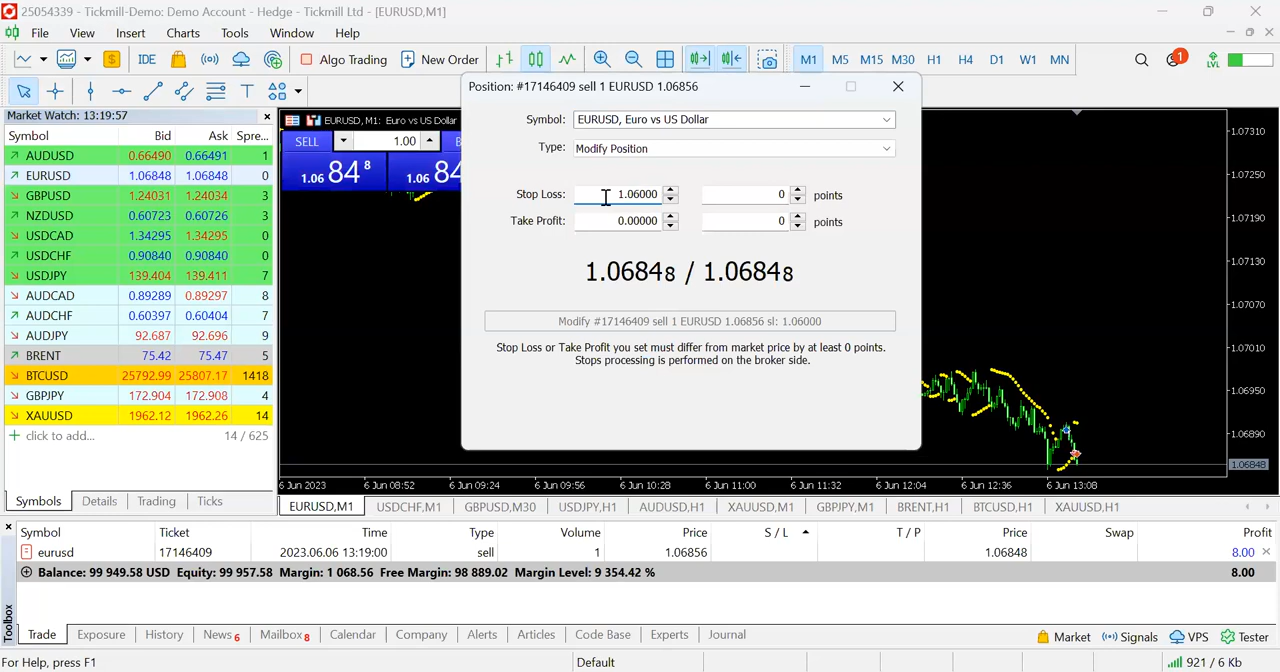 25054339 - Tickmill-Demo: Demo Account - Hedge - Tickmill Ltd - [EURUSD,M1]
File View Insert Charts Tools Window Help
IDE Algo Trading New Order M1 M5 M15 M30 H1 H4 D1 W1 MN 1 LVL
T
Market Watch: 13:19:57
Symbol Bid Ask Spre...
AUDUSD 0.66490 0.66491 1
EURUSD 1.06848 1.06848 0
GBPUSD 1.24031 1.24034 3
NZDUSD 0.60723 0.60726 3
USDCAD 1.34295 1.34295 0
USDCHF 0.90840 0.90840 0
USDJPY 139.404 139.411 7
AUDCAD 0.89289 0.89297 8
AUDCHF 0.60397 0.60404 7
AUDJPY 92.687 92.696 9
BRENT 75.42 75.47 5
BTCUSD 25792.99 25807.17 1418
GBPJPY 172.904 172.908 4
XAUUSD 1962.12 1962.26 14
click to add... 14 / 625
Symbols Details Trading Ticks
EURUSD, M1: Euro vs US Dollar
SELL 1.00 B
1.06 84 8 1.06 84
Position: #17146409 sell 1 EURUSD 1.06856
Symbol: EURUSD, Euro vs US Dollar
Type: Modify Position
Stop Loss: 1.06000 0 points
Take Profit: 0.00000 0 points
1.06848 / 1.06848
Modify #17146409 sell 1 EURUSD 1.06856 sl: 1.06000
Stop Loss or Take Profit you set must differ from market price by at least 0 points.
Stops processing is performed on the broker side.
1.07310
1.07250
1.07190
1.07130
1.07070
1.07010
1.06950
1.06890
1.06848
6 Jun 2023 6 Jun 08:52 6 Jun 09:24 6 Jun 09:56 6 Jun 10:28 6 Jun 11:00 6 Jun 11:32 6 Jun 12:04 6 Jun 12:36 6 Jun 13:08
EURUSD,M1 USDCHF,M1 GBPUSD,M30 USDJPY,H1 AUDUSD,H1 XAUUSD,M1 GBPJPY,M1 BRENT,H1 BTCUSD,H1 XAUUSD,H1
Symbol Ticket Time Type Volume Price S / L T / P Price Swap Profit
eurusd 17146409 2023.06.06 13:19:00 sell 1 1.06856 1.06848 8.00
Balance: 99 949.58 USD Equity: 99 957.58 Margin: 1 068.56 Free Margin: 98 889.02 Margin Level: 9 354.42 % 8.00
Toolbox
Trade Exposure History News 6 Mailbox 8 Calendar Company Alerts Articles Code Base Experts Journal Market Signals VPS Tester
For Help, press F1 Default 921 / 6 Kb